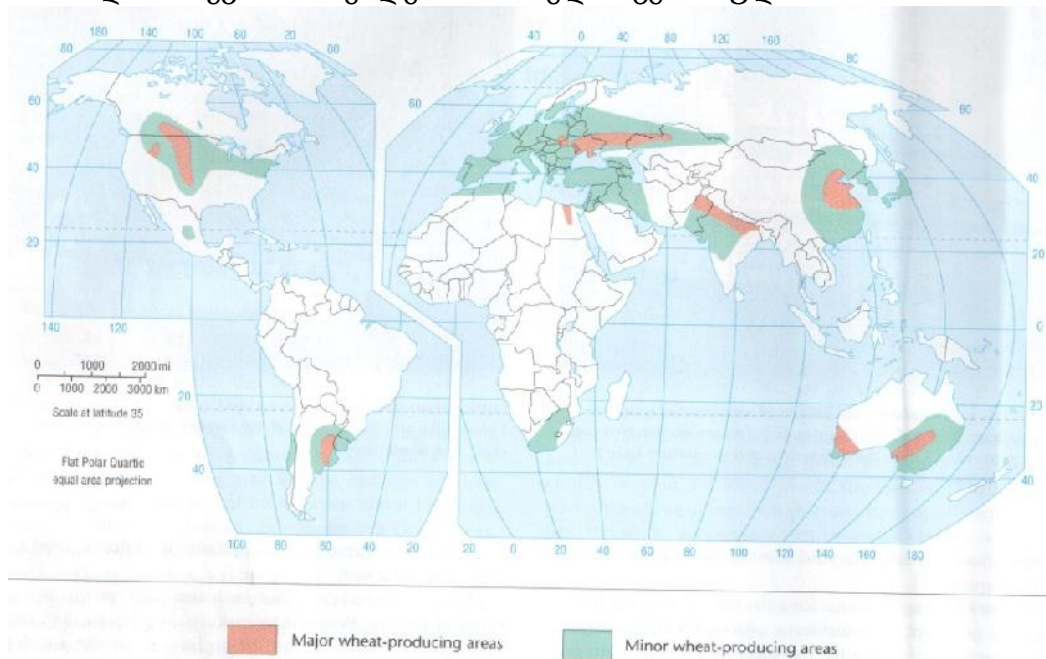 180 140 100 60 20
80 80
60
40
20
140 120
0 1000 2000 mi
0 1000 2000 3000 km
Scale at latitude 35
Flat Polar Quartic
equal area projection
20
40
100 80 60 40 20
40 0 40 80 120 160
80
60 60
40
20
0
20
40
20 0 20 40 60 80 100 120 140 160 180
Major wheat-producing areas
Minor wheat-producing areas